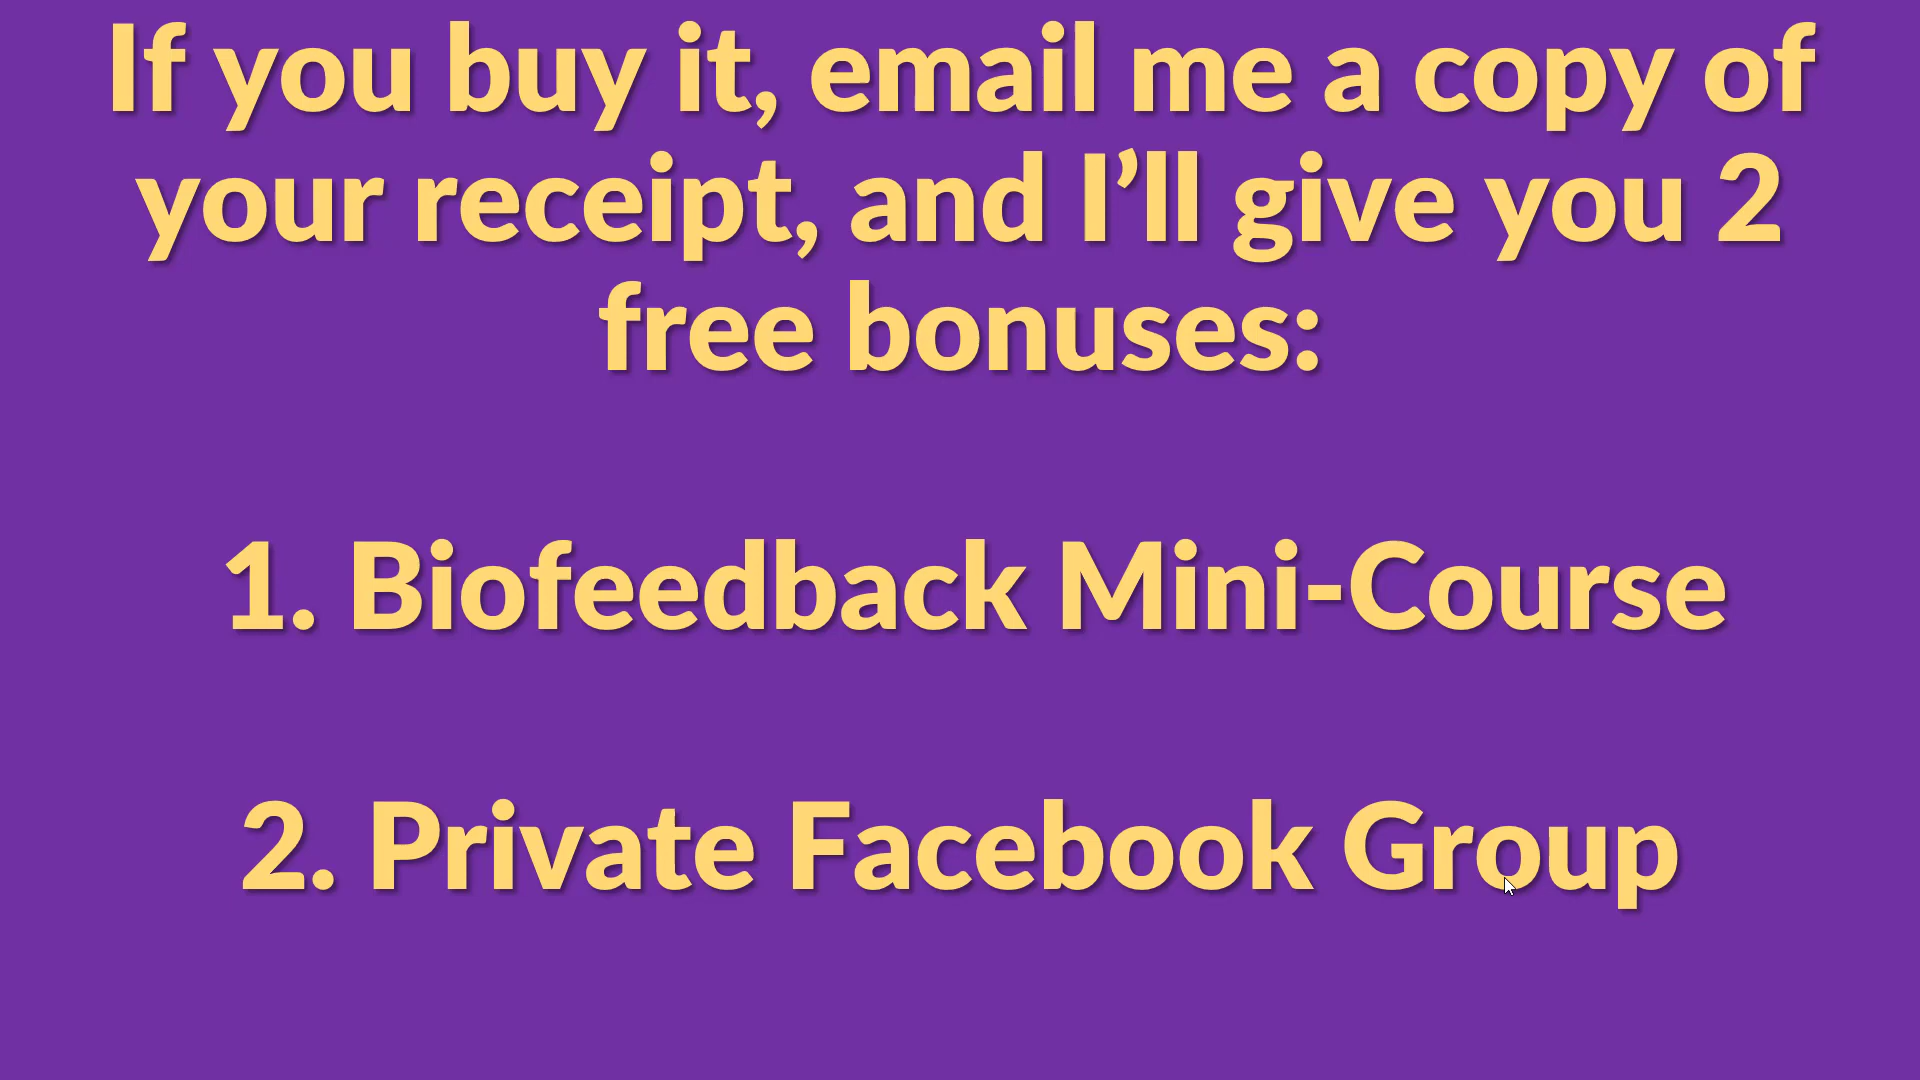 If you buy it, email me a copy of
your receipt, and I’ll give you 2
free bonuses:
1. Biofeedback Mini-Course
2. Private Facebook Group